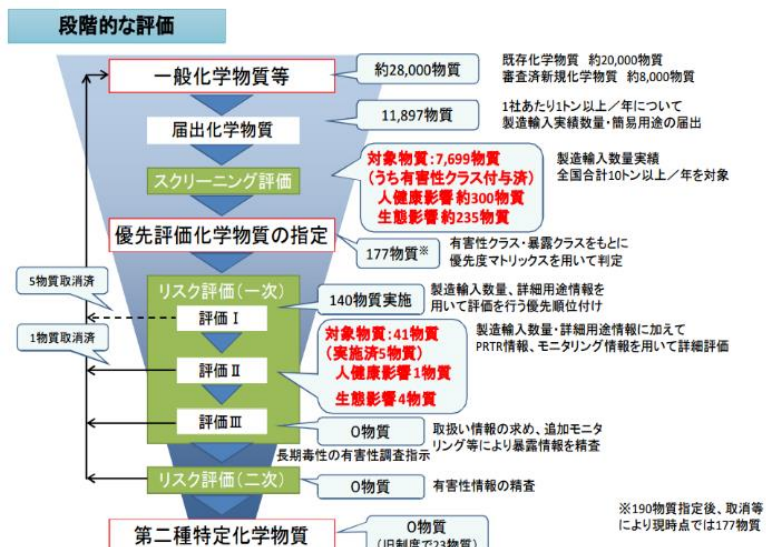 段階的な評価
一般化学物質等
約28,000物質
既存化学物質 約20,000物質
審査済新規化学物質 約8,000物質
届出化学物質
11,897物質
1社あたり1トン以上／年について
製造輸入実績数量・簡易用途の届出
スクリーニング評価
対象物質：7,699物質
（うち有害性クラス付与済）
人健康影響 約300物質
生態影響 約235物質
製造輸入数量実績
全国合計10トン以上／年を対象
優先評価化学物質の指定
177物質※
有害性クラス・暴露クラスをもとに
優先度マトリックスを用いて判定
5物質取消済
リスク評価（一次）
評価Ⅰ
140物質実施
製造輸入数量、詳細用途情報を
用いて評価を行う優先順位付け
1物質取消済
評価Ⅱ
対象物質：41物質
（実施済5物質）
人健康影響1物質
生態影響4物質
製造輸入数量・詳細用途情報に加えて
PRTR情報、モニタリング情報を用いて詳細評価
評価Ⅲ
0物質
取扱い情報の求め、追加モニタ
リング等により暴露情報を精査
長期毒性の有害性調査指示
リスク評価（二次）
0物質
有害性情報の精査
第二種特定化学物質
0物質
（旧制度で23物質）
※190物質指定後、取消等
により現時点では177物質